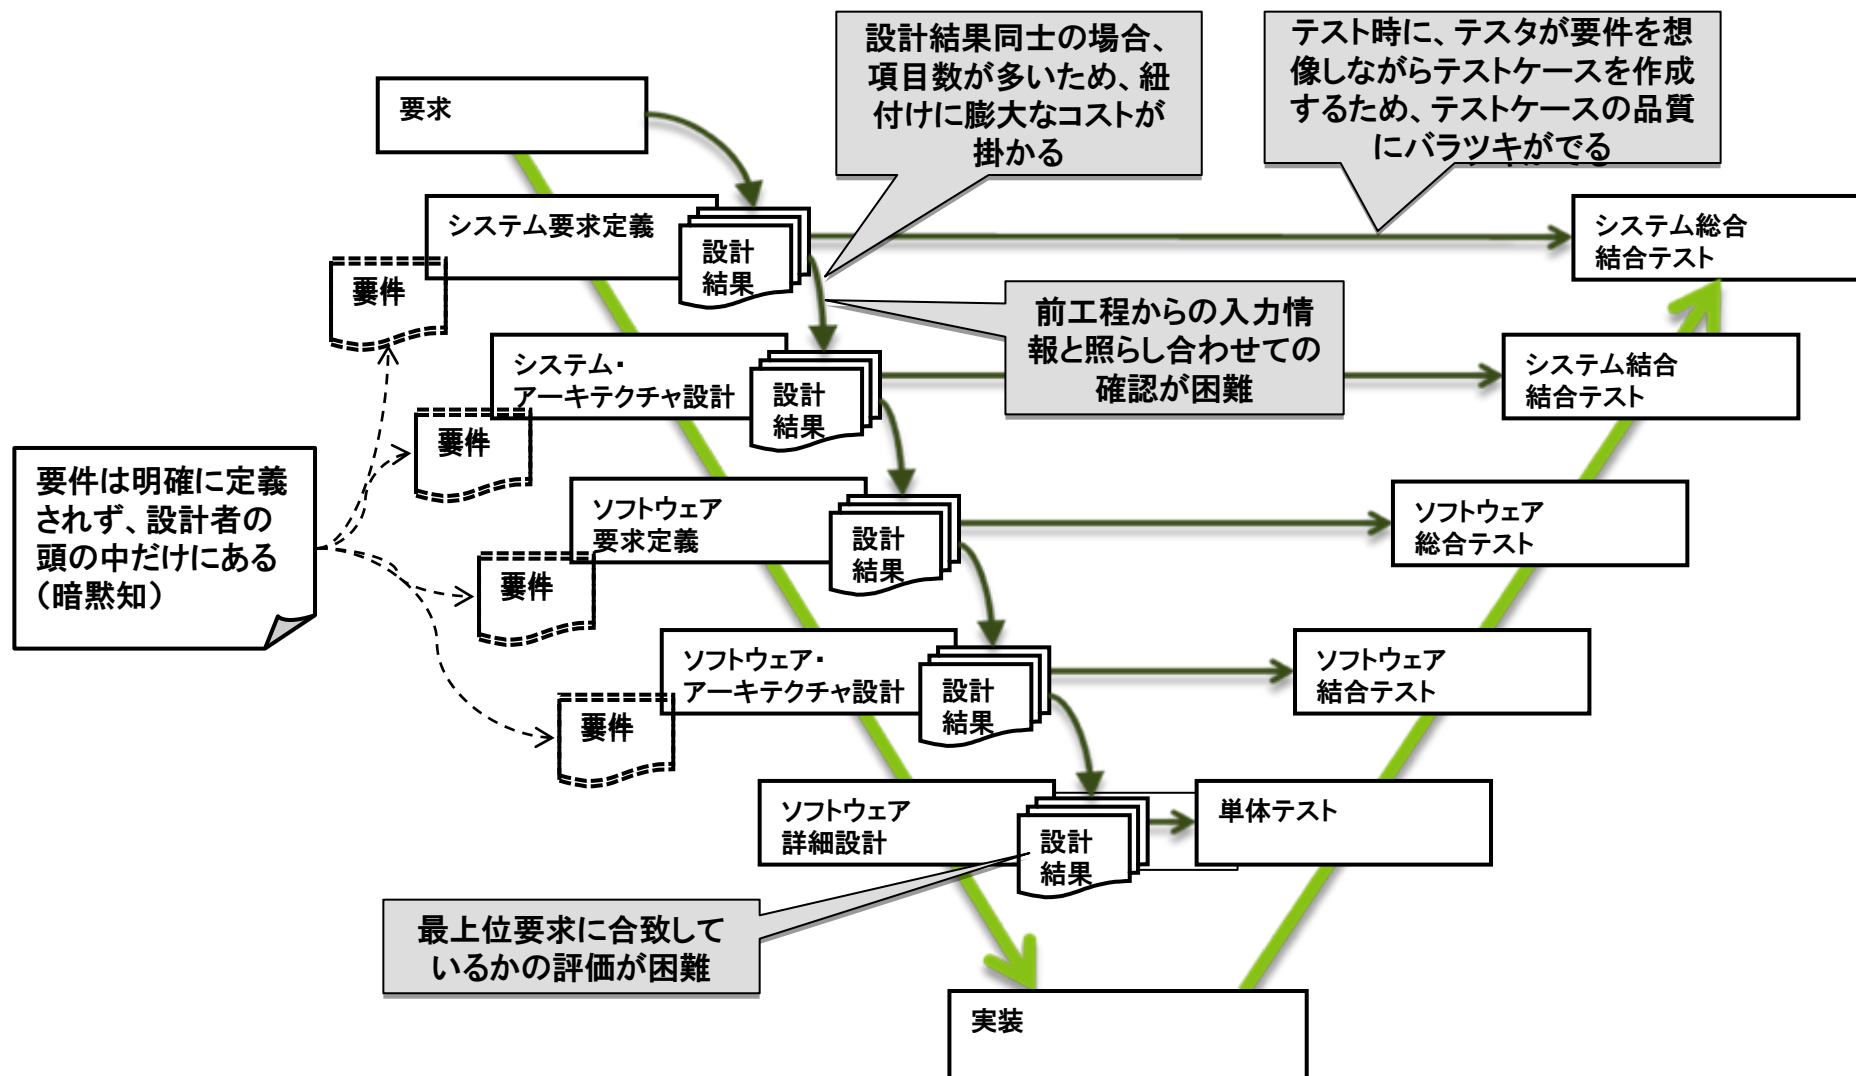 設計結果同士の場合、
項目数が多いため、紐
付けに膨大なコストが
掛かる
テスト時に、テスタが要件を想
像しながらテストケースを作成
するため、テストケースの品質
にバラツキがでる
要求
システム要求定義
設計
結果
システム総合
結合テスト
要件
前工程からの入力情
報と照らし合わせての
確認が困難
システム・
アーキテクチャ設計
設計
結果
システム結合
結合テスト
要件
要件は明確に定義
されず、設計者の
頭の中だけにある
（暗黙知）
ソフトウェア
要求定義
設計
結果
ソフトウェア
総合テスト
要件
ソフトウェア・
アーキテクチャ設計
設計
結果
ソフトウェア
結合テスト
要件
ソフトウェア
詳細設計
設計
結果
単体テスト
最上位要求に合致して
いるかの評価が困難
実装